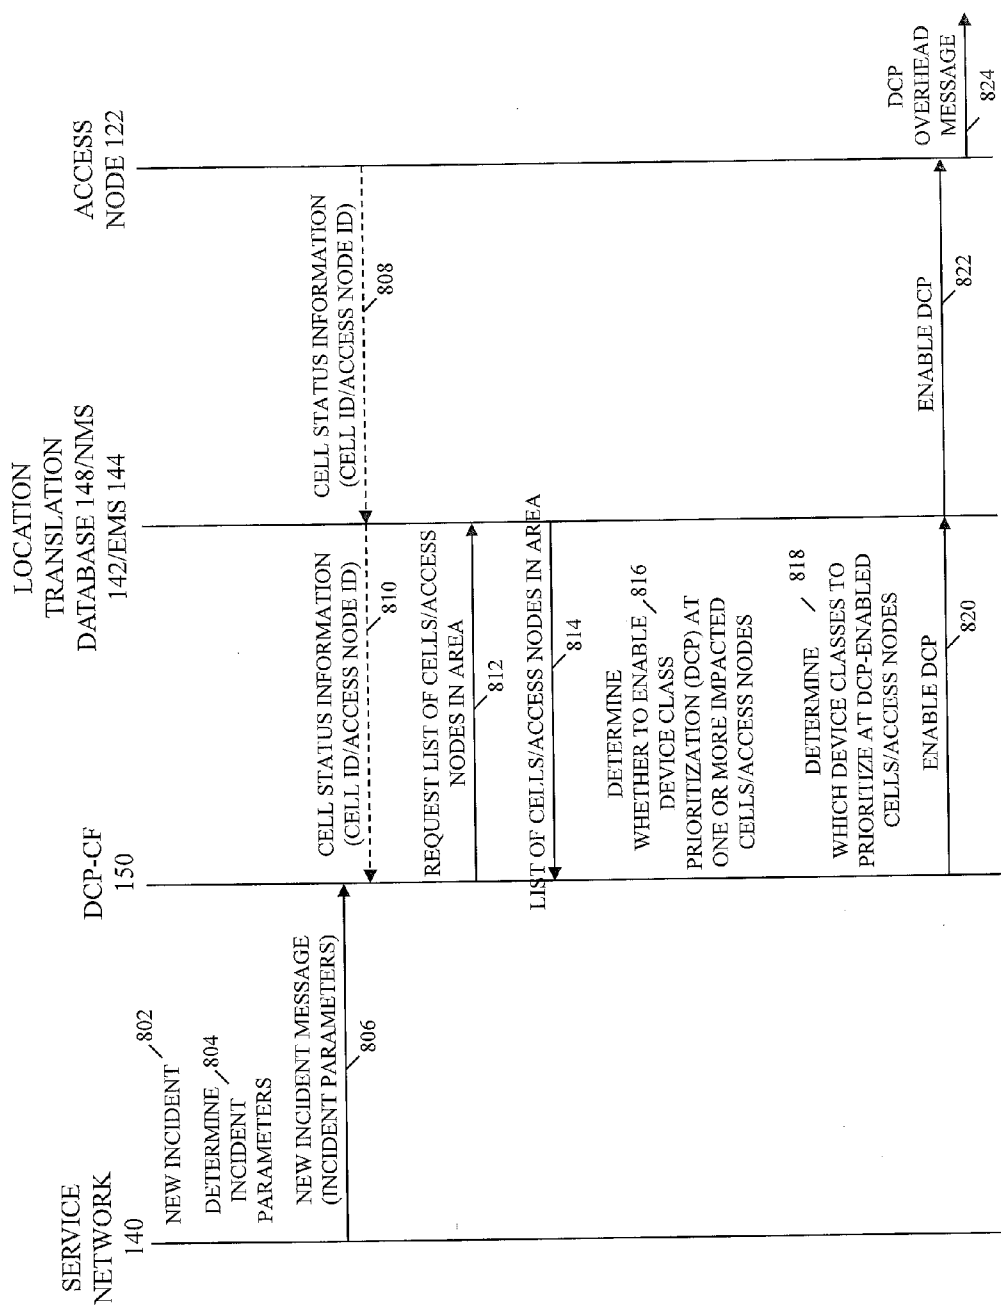 SERVICE
NETWORK
140
DCP-CF
150
LOCATION
TRANSLATION
DATABASE 148/NMS
142/EMS 144
ACCESS
NODE 122
NEW INCIDENT
802
DETERMINE
INCIDENT
PARAMETERS
804
NEW INCIDENT MESSAGE
(INCIDENT PARAMETERS)
806
CELL STATUS INFORMATION
(CELL ID/ACCESS NODE ID)
808
CELL STATUS INFORMATION
(CELL ID/ACCESS NODE ID)
810
REQUEST LIST OF CELLS/ACCESS
NODES IN AREA
812
LIST OF CELLS/ACCESS NODES IN AREA
814
DETERMINE
WHETHER TO ENABLE
DEVICE CLASS
PRIORITIZATION (DCP) AT
ONE OR MORE IMPACTED
CELLS/ACCESS NODES
816
DETERMINE
WHICH DEVICE CLASSES TO
PRIORITIZE AT DCP-ENABLED
CELLS/ACCESS NODES
818
ENABLE DCP
820
ENABLE DCP
822
DCP
OVERHEAD
MESSAGE
824